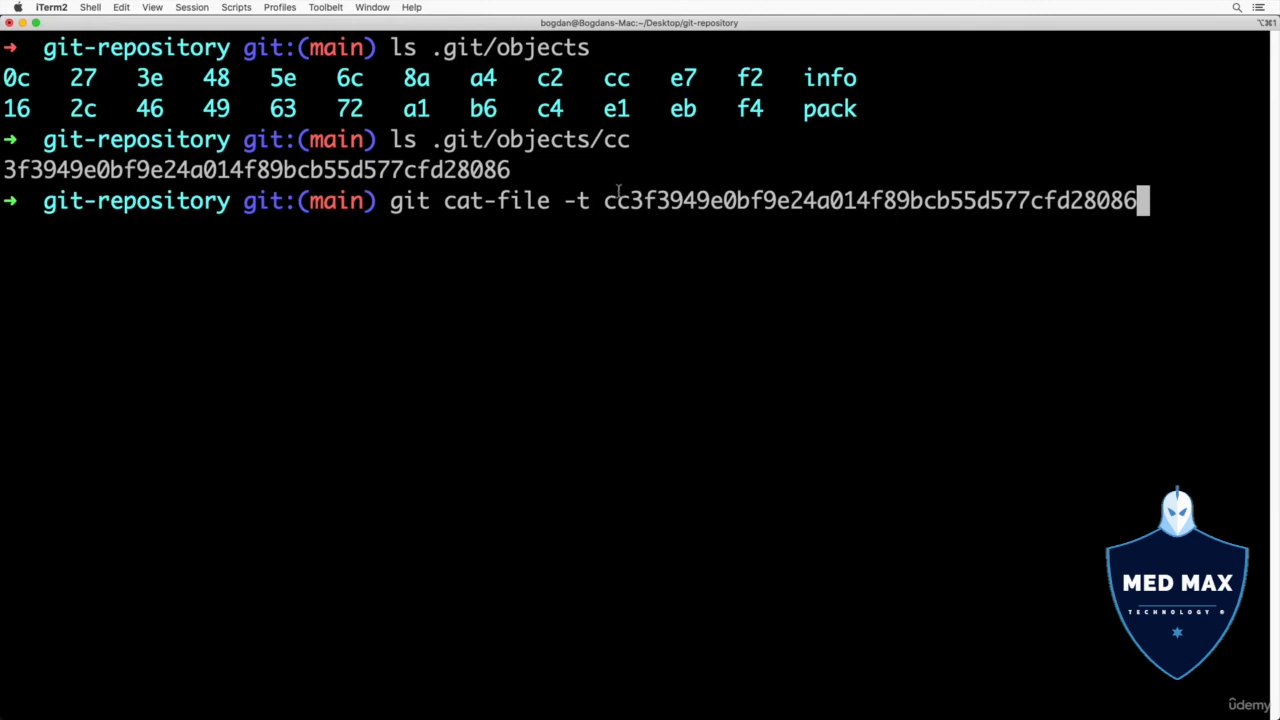 iTerm2 Shell Edit View Session Scripts Profiles Toolbelt Window Help
bogdan@Bogdans-Mac:~/Desktop/git-repository
⌥⌘1
➜ git-repository git:(main) ls .git/objects
0c 27 3e 48 5e 6c 8a a4 c2 cc e7 f2 info
16 2c 46 49 63 72 a1 b6 c4 e1 eb f4 pack
➜ git-repository git:(main) ls .git/objects/cc
3f3949e0bf9e24a014f89bcb55d577cfd28086
➜ git-repository git:(main) git cat-file -t cc3f3949e0bf9e24a014f89bcb55d577cfd28086
MED MAX
TECHNOLOGY ©
ûdemy